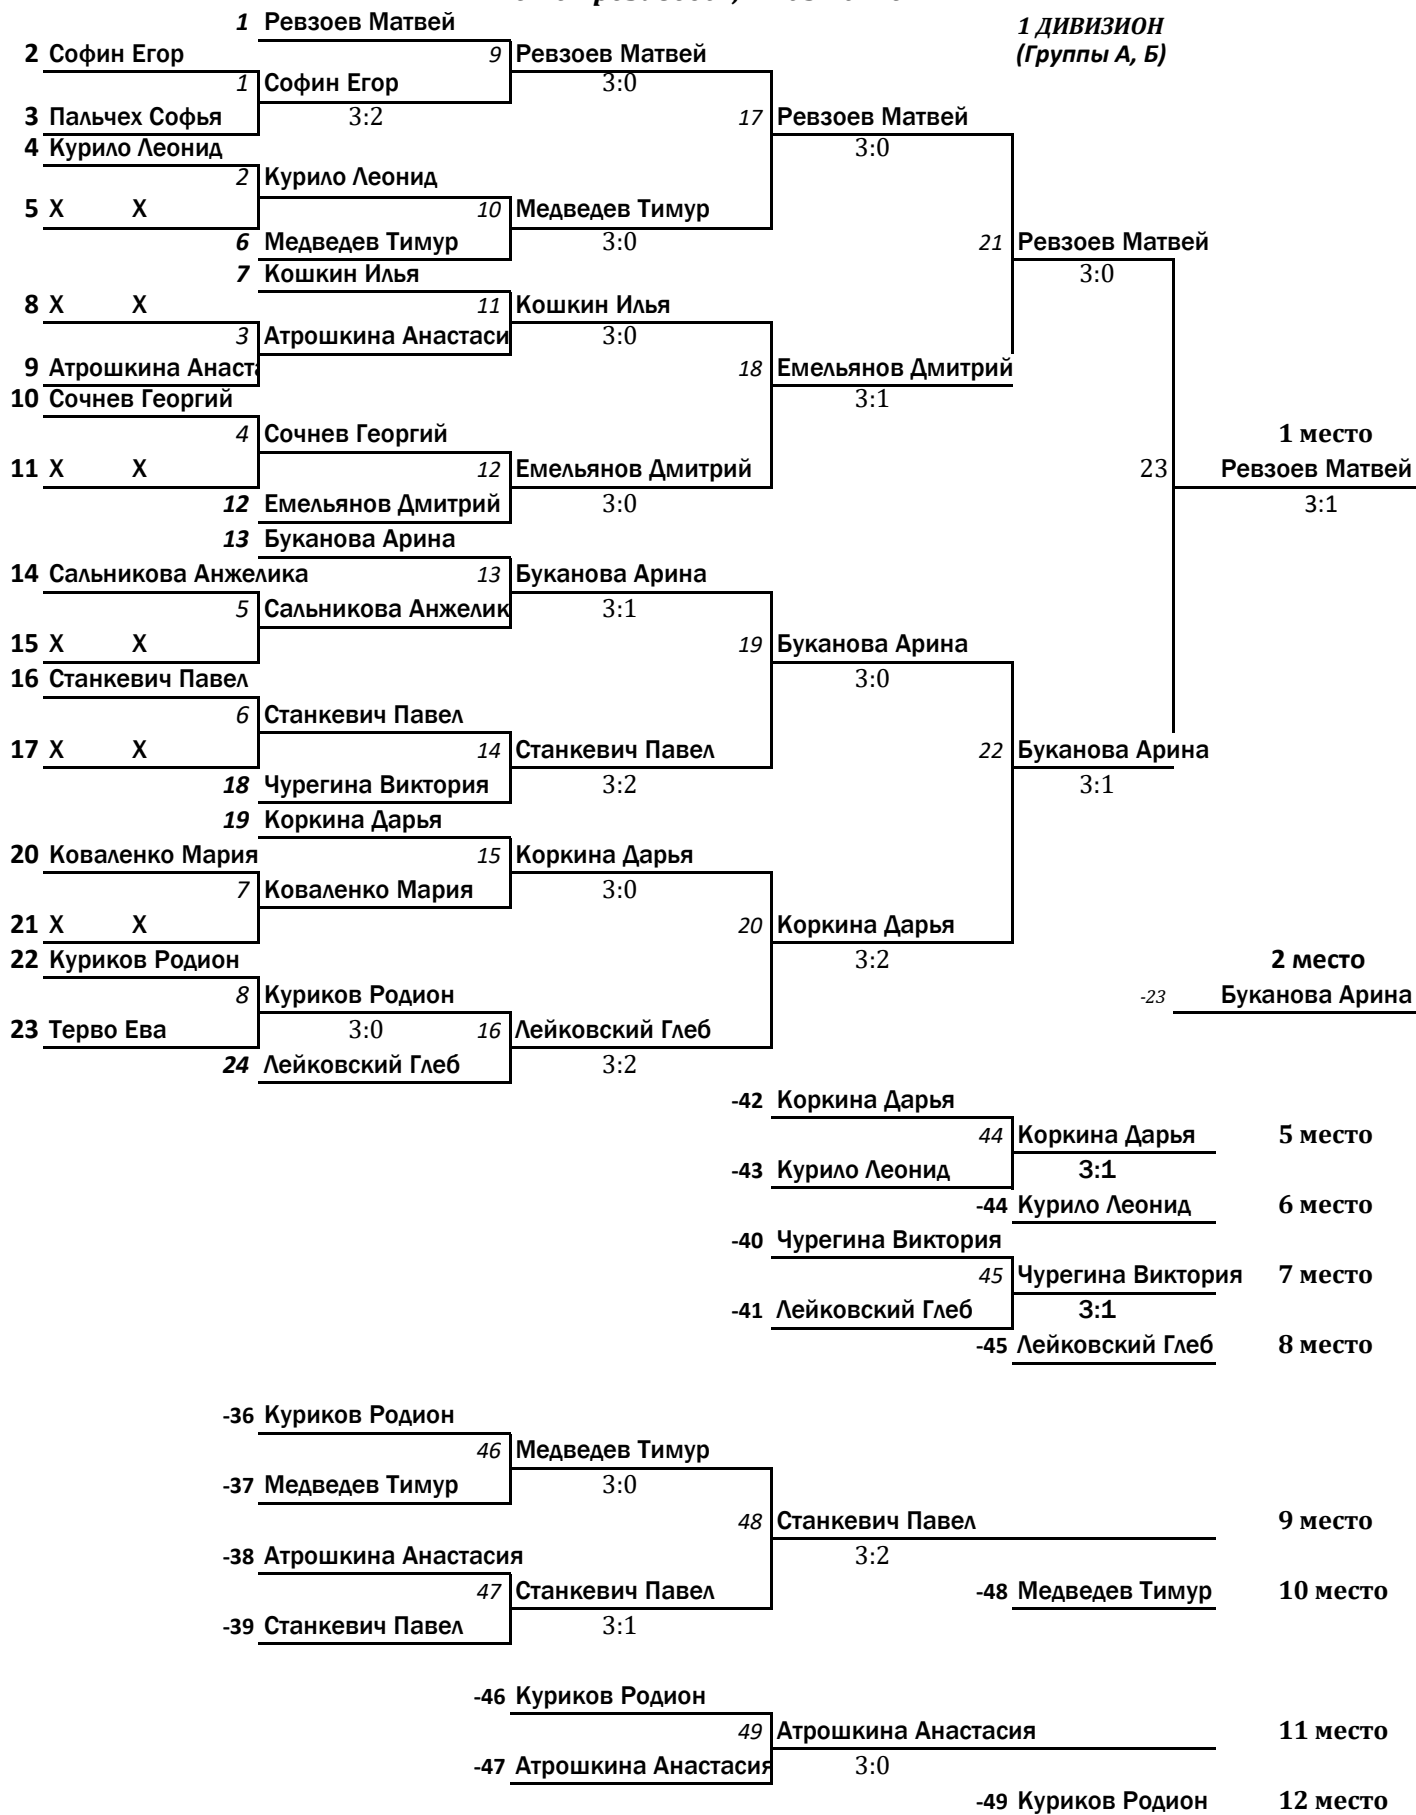 1 Ревзоев Матвей
1 ДИВИЗИОН
2 Софин Егор
9 Ревзоев Матвей
(Группы А, Б)
1 Софин Егор
3:0
3 Пальчех Софья
3:2
17 Ревзоев Матвей
4 Курило Леонид
3:0
2 Курило Леонид
5 Х Х
10 Медведев Тимур
6 Медведев Тимур
3:0
21 Ревзоев Матвей
7 Кошкин Илья
3:0
8 Х Х
11 Кошкин Илья
3 Атрошкина Анастаси
3:0
9 Атрошкина Анаста
18 Емельянов Дмитрий
10 Сочнев Георгий
3:1
4 Сочнев Георгий
1 место
11 Х Х
12 Емельянов Дмитрий
23 Ревзоев Матвей
12 Емельянов Дмитрий
3:0
3:1
13 Буканова Арина
14 Сальникова Анжелика
13 Буканова Арина
5 Сальникова Анжелик
3:1
15 Х Х
19 Буканова Арина
16 Станкевич Павел
3:0
6 Станкевич Павел
17 Х Х
14 Станкевич Павел
22 Буканова Арина
18 Чурегина Виктория
3:2
3:1
19 Коркина Дарья
20 Коваленко Мария
15 Коркина Дарья
7 Коваленко Мария
3:0
21 Х Х
20 Коркина Дарья
22 Куриков Родион
3:2
2 место
8 Куриков Родион
-23 Буканова Арина
23 Терво Ева
3:0
16 Лейковский Глеб
24 Лейковский Глеб
3:2
-42 Коркина Дарья
44 Коркина Дарья 5 место
-43 Курило Леонид
3:1
-44 Курило Леонид 6 место
-40 Чурегина Виктория
45 Чурегина Виктория 7 место
-41 Лейковский Глеб
3:1
-45 Лейковский Глеб 8 место
-36 Куриков Родион
46 Медведев Тимур
-37 Медведев Тимур
3:0
48 Станкевич Павел 9 место
-38 Атрошкина Анастасия
3:2
47 Станкевич Павел
-48 Медведев Тимур 10 место
-39 Станкевич Павел
3:1
-46 Куриков Родион
49 Атрошкина Анастасия 11 место
-47 Атрошкина Анастасия
3:0
-49 Куриков Родион 12 место